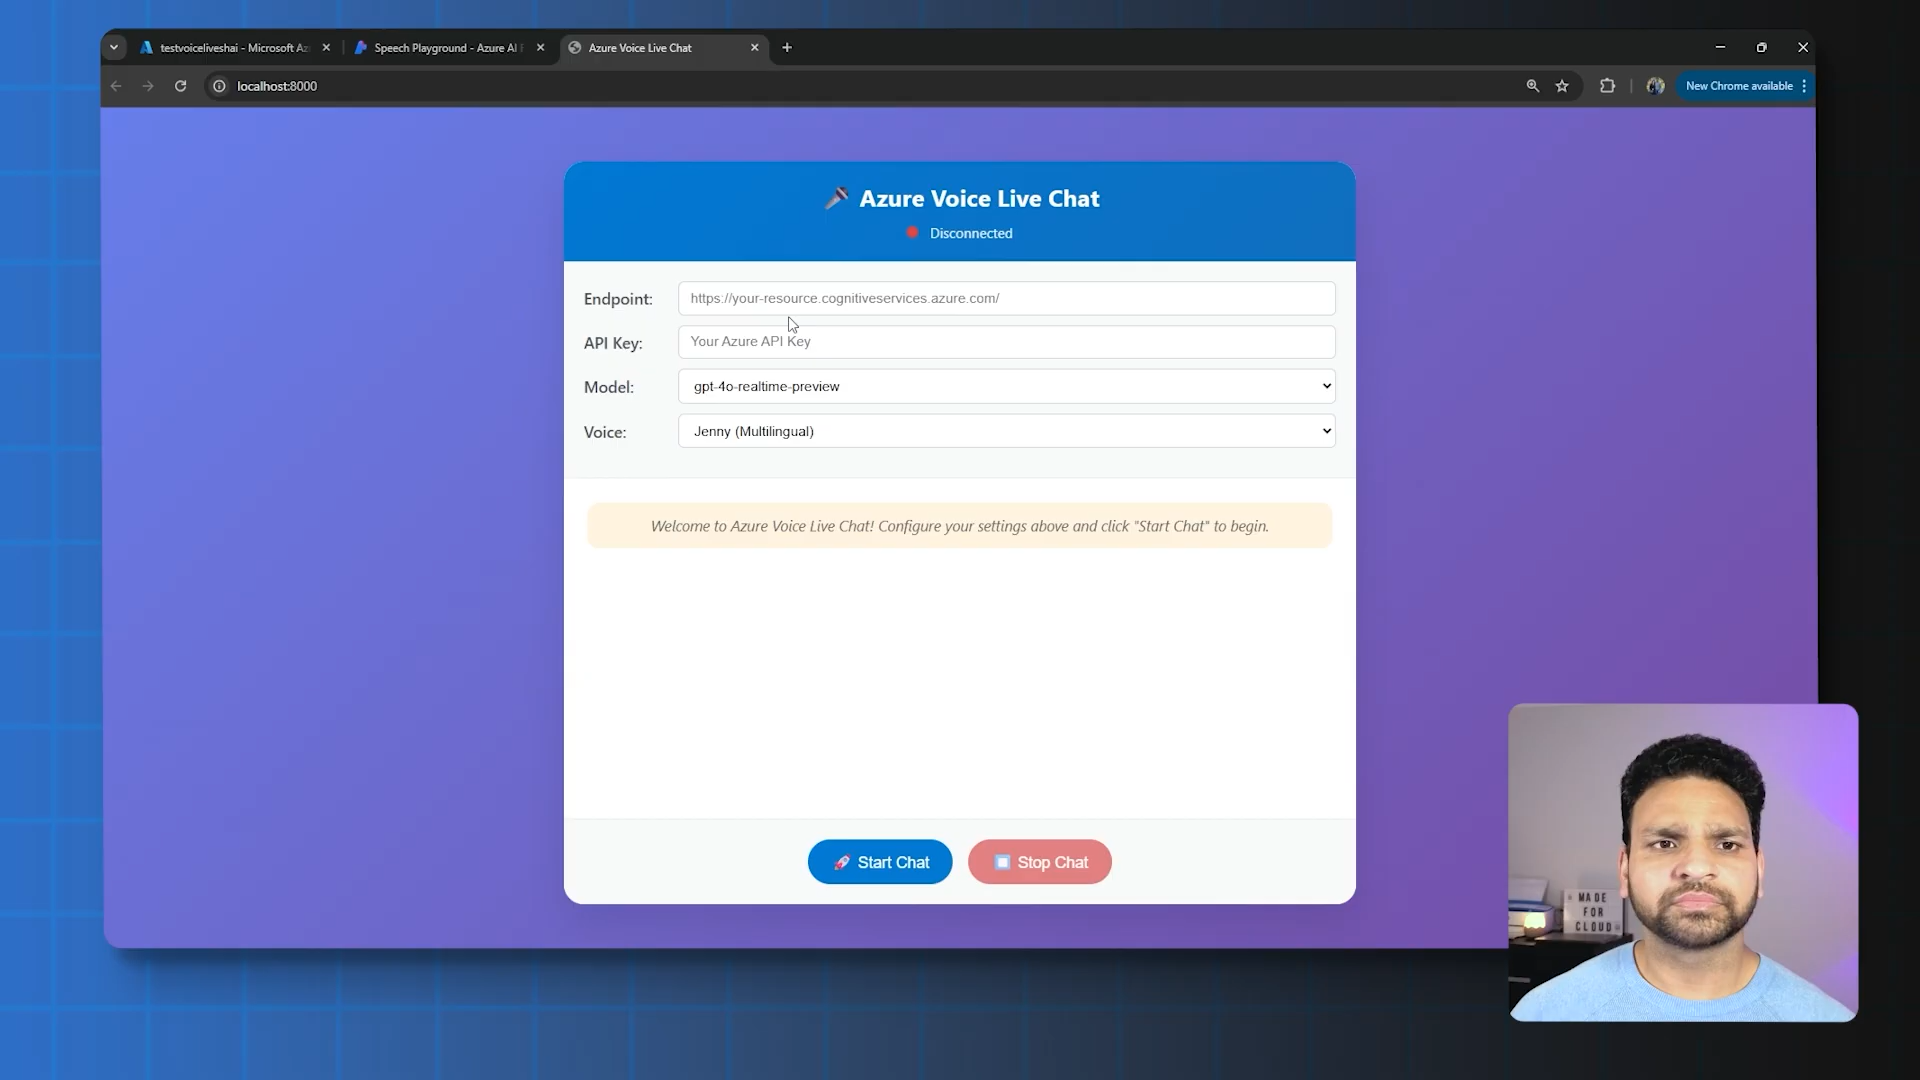 testvoiceliveshai - Microsoft Az
Speech Playground - Azure AI F
Azure Voice Live Chat
localhost:8000
New Chrome available
Azure Voice Live Chat
Disconnected
Endpoint:
https://your-resource.cognitiveservices.azure.com/
API Key:
Your Azure API Key
Model:
gpt-4o-realtime-preview
Voice:
Jenny (Multilingual)
Welcome to Azure Voice Live Chat! Configure your settings above and click "Start Chat" to begin.
Start Chat
Stop Chat
MADE
FOR
CLOUD